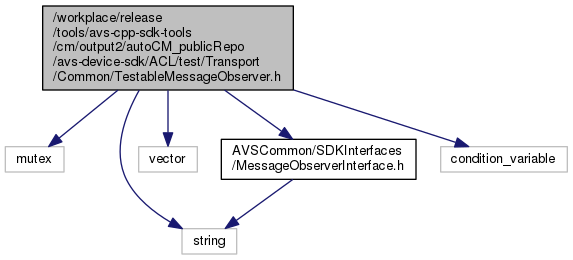 /workplace/release
/tools/avs-cpp-sdk-tools
/cm/output2/autoCM_publicRepo
/avs-device-sdk/ACL/test/Transport
/Common/TestableMessageObserver.h
mutex
vector
AVSCommon/SDKInterfaces
/MessageObserverInterface.h
condition_variable
string